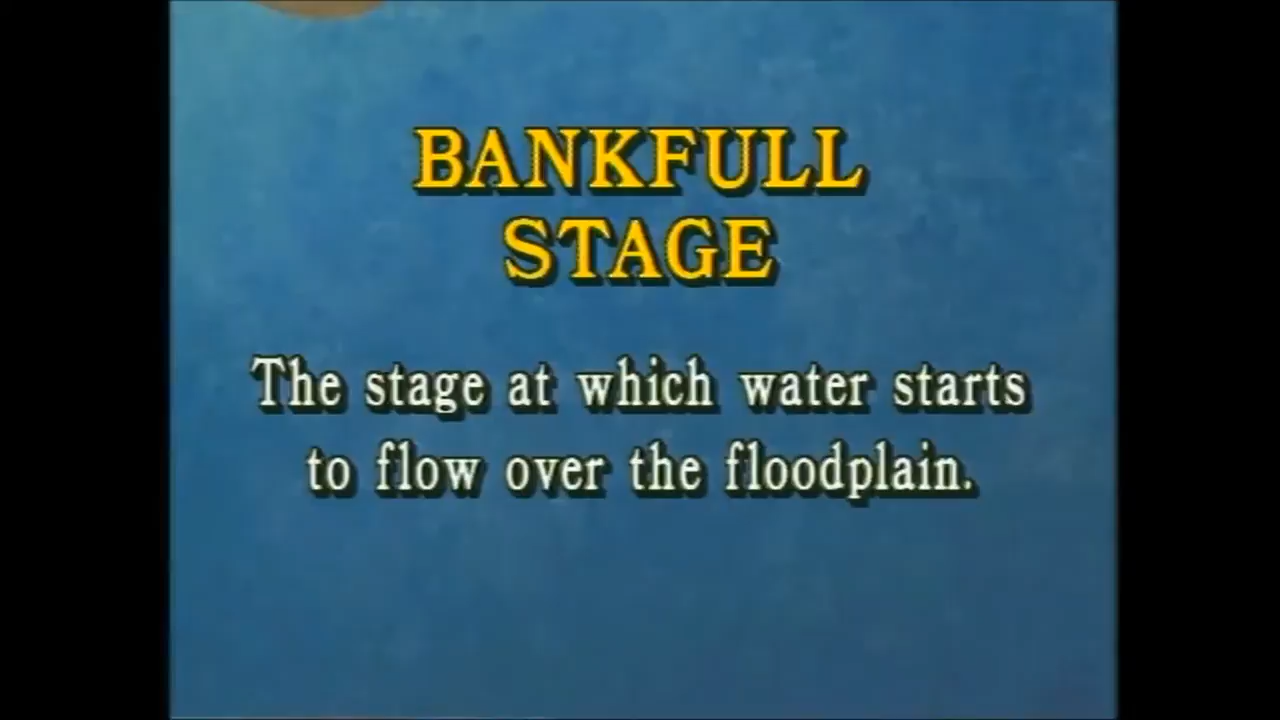 BANKFULL
STAGE
The stage at which water starts
to flow over the floodplain.